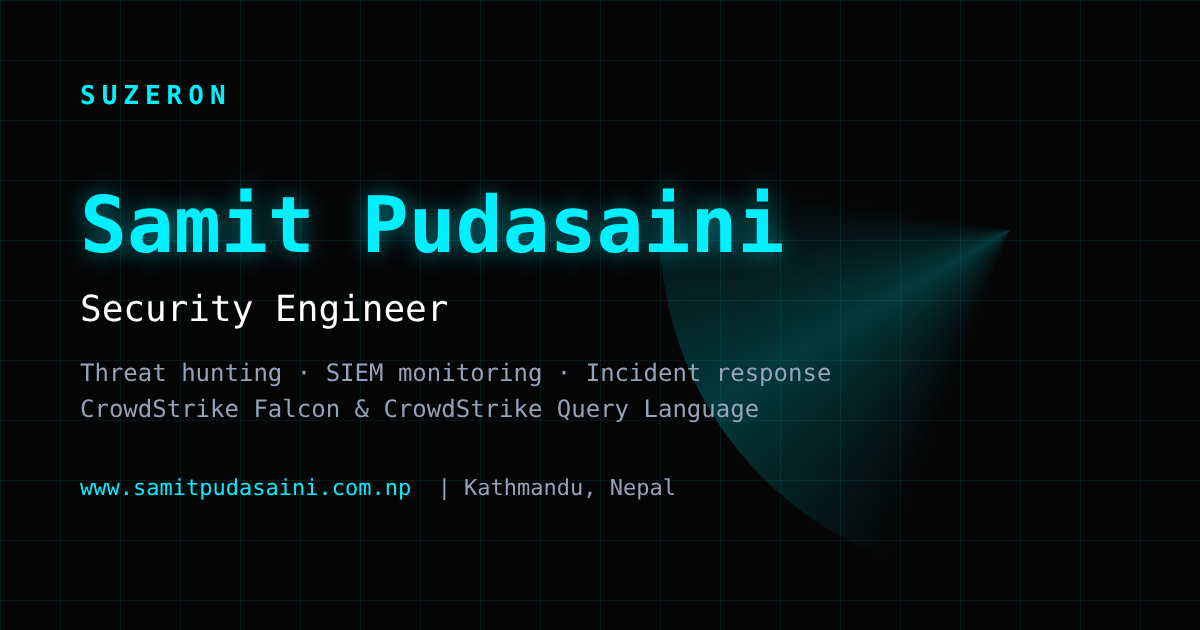 SUZERON
Samit Pudasaini
Security Engineer
Threat hunting · SIEM monitoring · Incident response
CrowdStrike Falcon & CrowdStrike Query Language
www.samitpudasaini.com.np | Kathmandu, Nepal